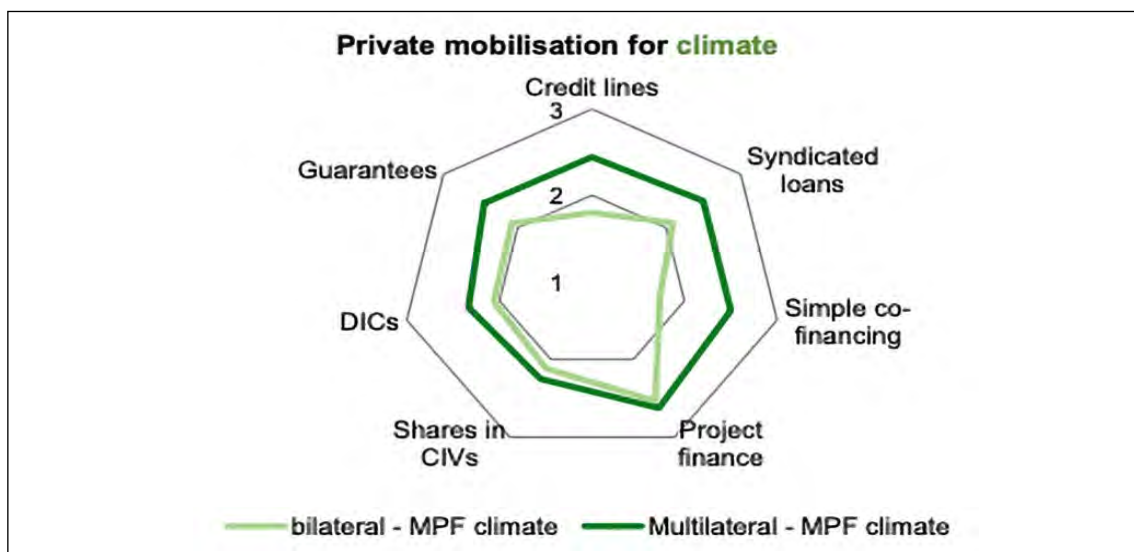 Private mobilisation for climate
Credit lines
3
Syndicated
loans
Guarantees
2
1
Simple co-
financing
DICs
Project
finance
Shares in
CIVs
bilateral - MPF climate
Multilateral - MPF climate